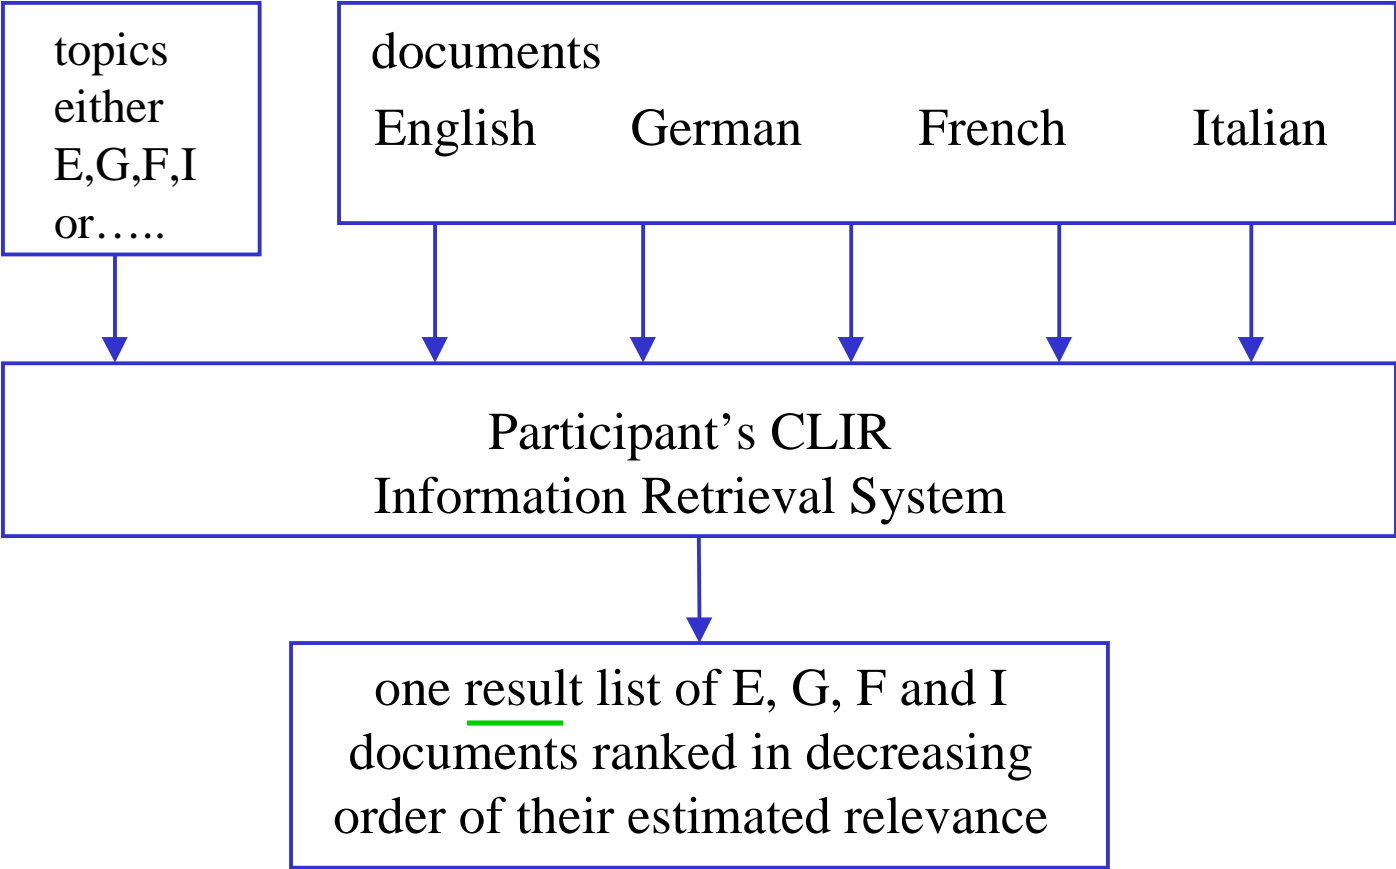 topics
either
E,G,F,I
or…..
documents
English German French Italian
Participant’s CLIR
Information Retrieval System
one result list of E, G, F and I
documents ranked in decreasing
order of their estimated relevance